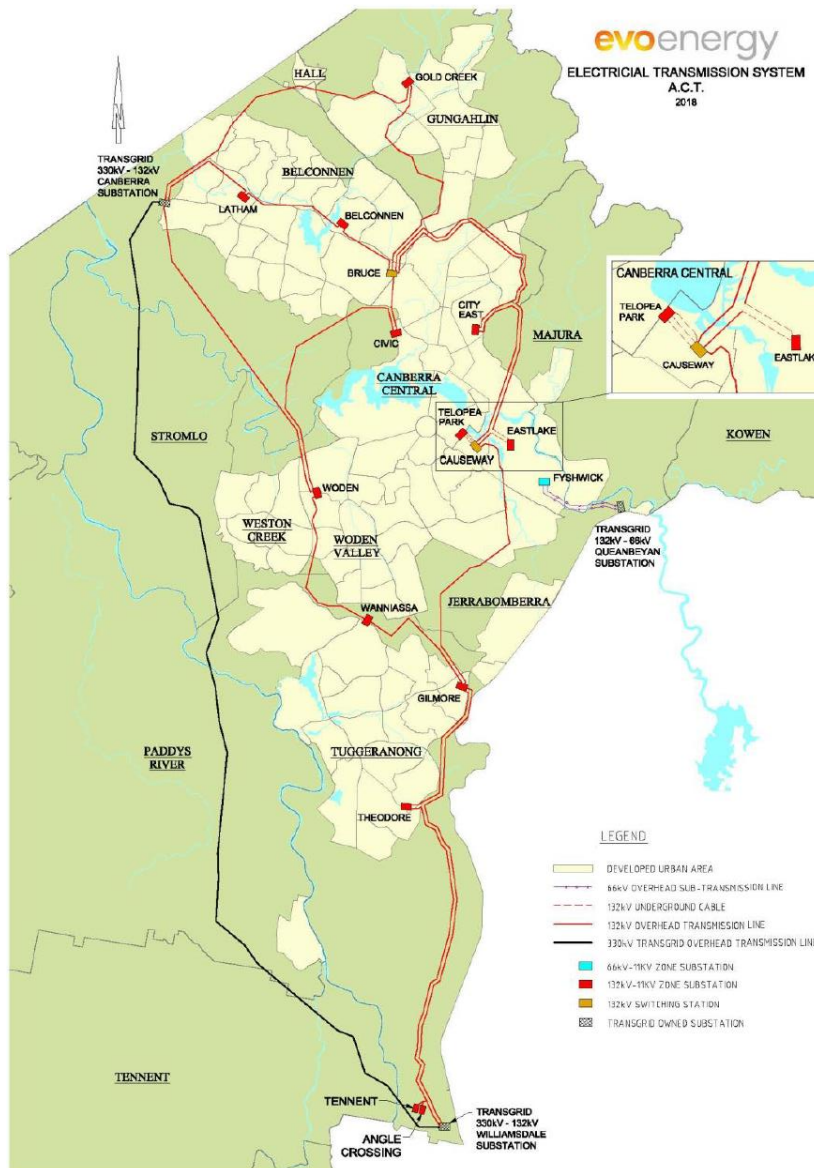 evoenergy
ELECTRICIAL TRANSMISSION SYSTEM
A.C.T.
2018
HALL
GOLD CREEK
GUNGAHLIN
TRANSGRID
330kV - 132kV
CANBERRA
SUBSTATION
BELCONNEN
LATHAM
BELCONNEN
BRUCE
CITY
EAST
CIVIC
MAJURA
CANBERRA CENTRAL
TELOPEA
PARK
CAUSEWAY
EASTLAKE
CANBERRA
CENTRAL
STROMLO
TELOPEA
PARK
EASTLAKE
CAUSEWAY
KOWEN
FYSHWICK
WODEN
WESTON
CREEK
WODEN
VALLEY
TRANSGRID
132kV - 66kV
QUEANBEYAN
SUBSTATION
WANNIASSA
JERRABOMBERRA
GILMORE
PADDYS
RIVER
TUGGERANONG
THEODORE
LEGEND
DEVELOPED URBAN AREA
66kV OVERHEAD SUB-TRANSMISSION LINE
132kV UNDERGROUND CABLE
132kV OVERHEAD TRANSMISSION LINE
330kV TRANSGRID OVERHEAD TRANSMISSION LINE
66kV-11KV ZONE SUBSTATION
132kV-11KV ZONE SUBSTATION
132kV SWITCHING STATION
TRANSGRID OWNED SUBSTATION
TENNENT
TENNENT
ANGLE
CROSSING
TRANSGRID
330kV - 132kV
WILLIAMSDALE
SUBSTATION